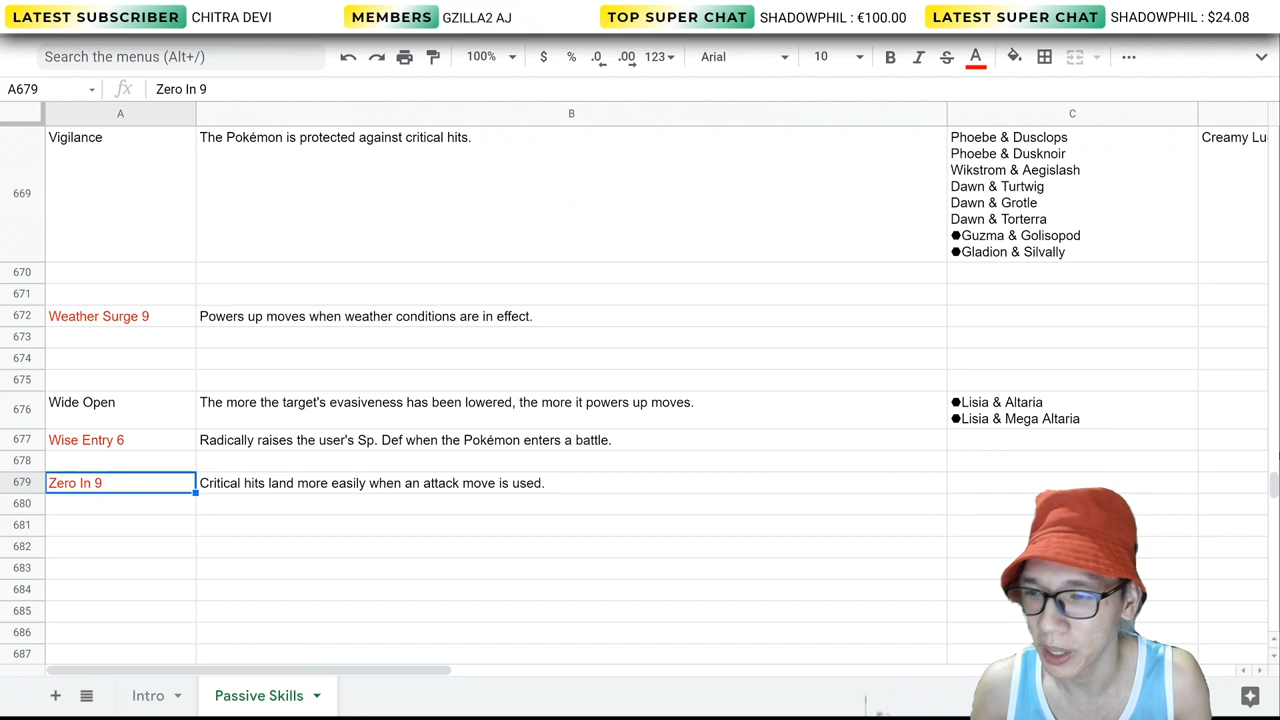 LATEST SUBSCRIBER CHITRA DEVI MEMBERS GZILLA2 AJ TOP SUPER CHAT SHADOWPHIL : €100.00 LATEST SUPER CHAT SHADOWPHIL : $24.08
Search the menus (Alt+/) 100% $ % .0 .00 123 Arial 10 B I S A
A679 fx Zero In 9
A B C
669 Vigilance The Pokémon is protected against critical hits. Phoebe & Dusclops Creamy Lu
Phoebe & Dusknoir
Wikstrom & Aegislash
Dawn & Turtwig
Dawn & Grotle
Dawn & Torterra
Guzma & Golisopod
Gladion & Silvally
670
671
672 Weather Surge 9 Powers up moves when weather conditions are in effect.
673
674
675
676 Wide Open The more the target's evasiveness has been lowered, the more it powers up moves. Lisia & Altaria
Lisia & Mega Altaria
677 Wise Entry 6 Radically raises the user's Sp. Def when the Pokémon enters a battle.
678
679 Zero In 9 Critical hits land more easily when an attack move is used.
680
681
682
683
684
685
686
687
Intro Passive Skills